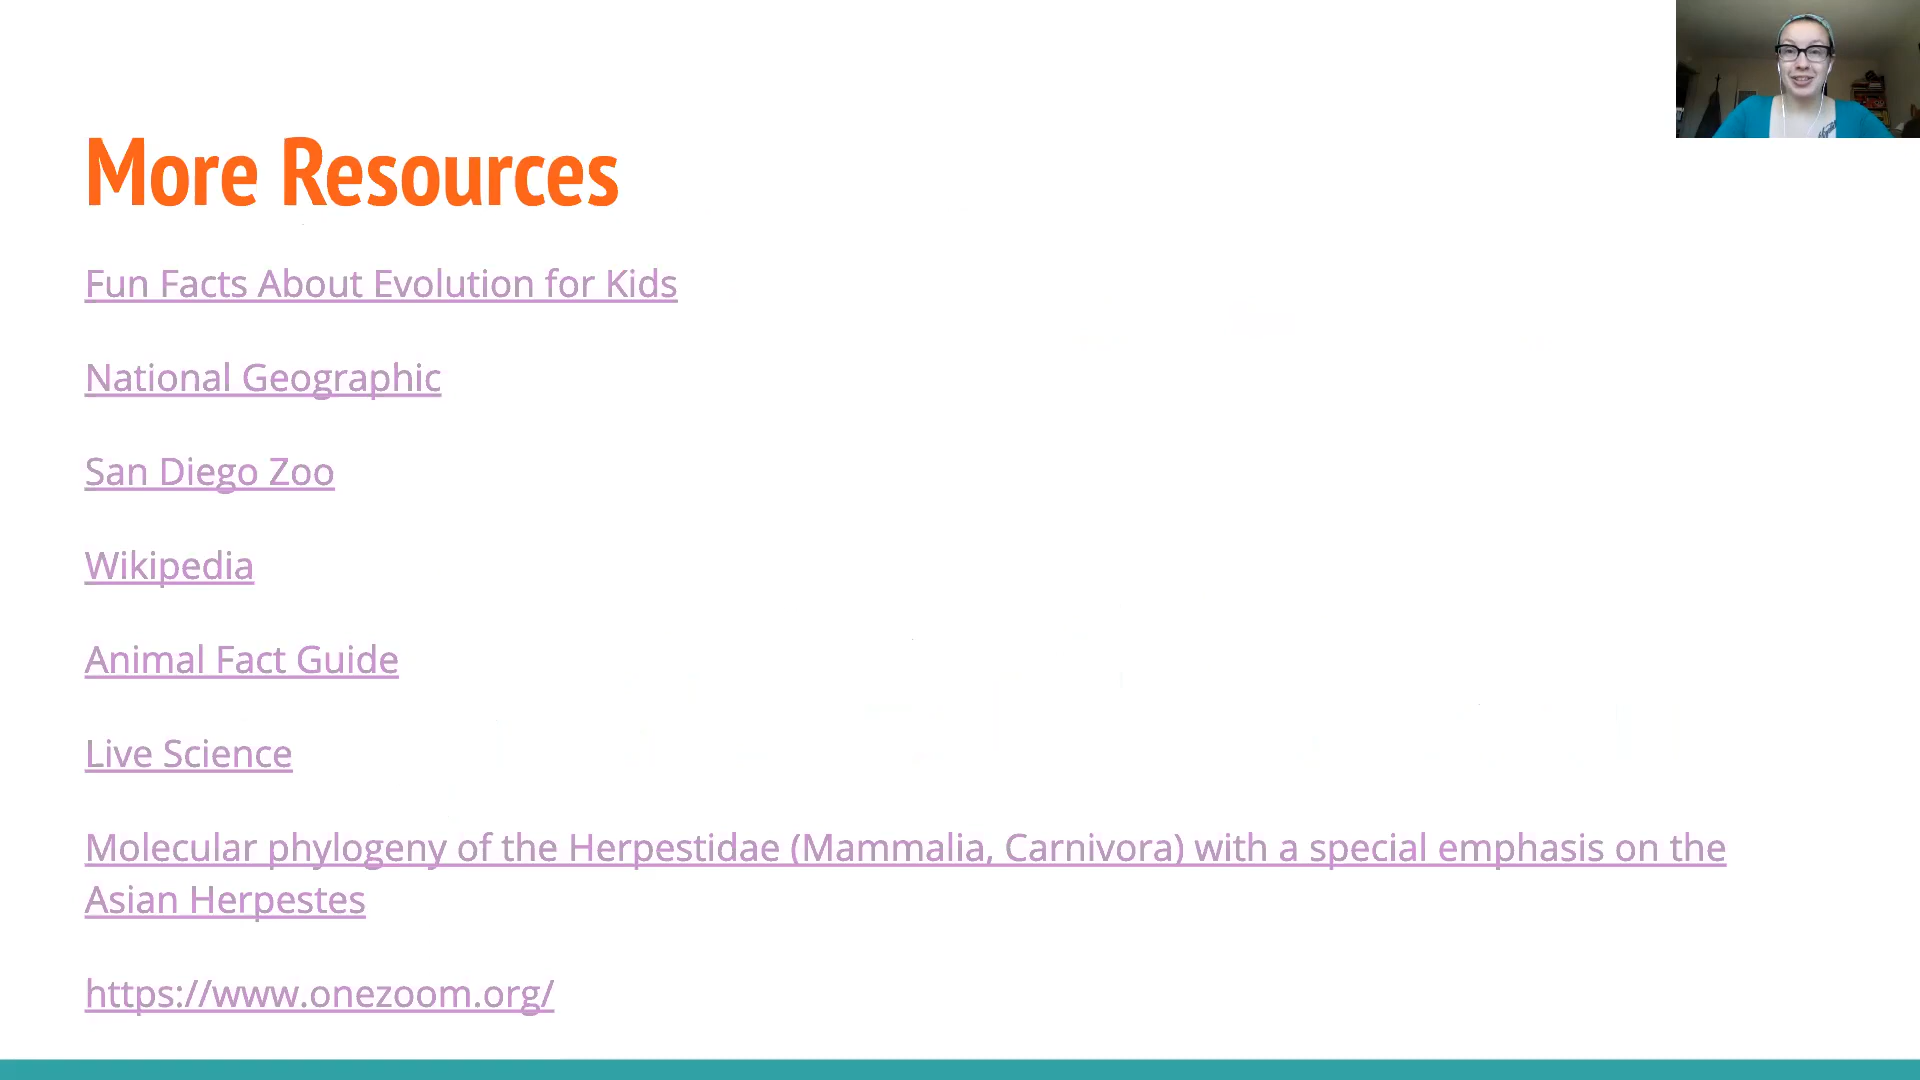 More Resources
Fun Facts About Evolution for Kids
National Geographic
San Diego Zoo
Wikipedia
Animal Fact Guide
Live Science
Molecular phylogeny of the Herpestidae (Mammalia, Carnivora) with a special emphasis on the
Asian Herpestes
https://www.onezoom.org/